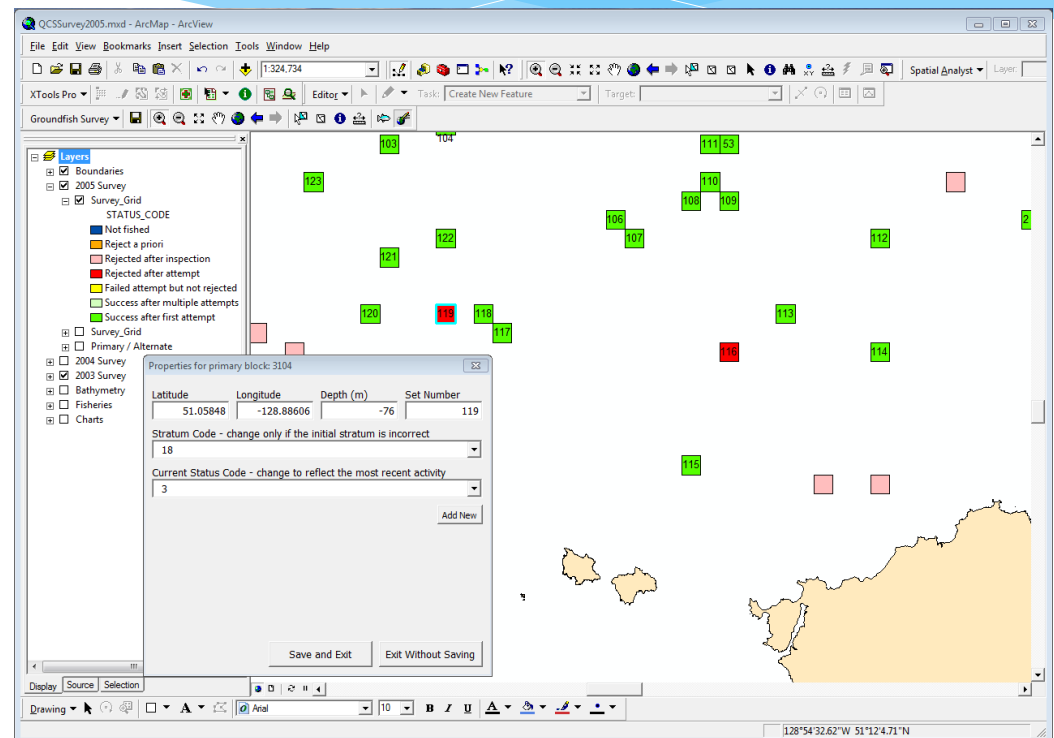 QCSSurvey2005.mxd - ArcMap - ArcView
File Edit View Bookmarks Insert Selection Tools Window Help
1:324,734 Spatial Analyst Layer:
XTools Pro Editor Task: Create New Feature Target:
Groundfish Survey
Layers
Boundaries
2005 Survey
Survey_Grid
STATUS_CODE
Not fished
Reject a priori
Rejected after inspection
Rejected after attempt
Failed attempt but not rejected
Success after multiple attempts
Success after first attempt
Survey_Grid
Primary / Alternate
2004 Survey
2003 Survey
Bathymetry
Fisheries
Charts
103 104 111 53
123 110
108 109
106 2
122 107 112
121
120 119 118 113
117
116 114
115
Properties for primary block: 3104
Latitude Longitude Depth (m) Set Number
51.05848 -128.88606 -76 119
Stratum Code - change only if the initial stratum is incorrect
18
Current Status Code - change to reflect the most recent activity
3
Add New
Save and Exit Exit Without Saving
Display Source Selection
Drawing A Arial 10 B I U A
128°54'32.62"W 51°12'4.71"N